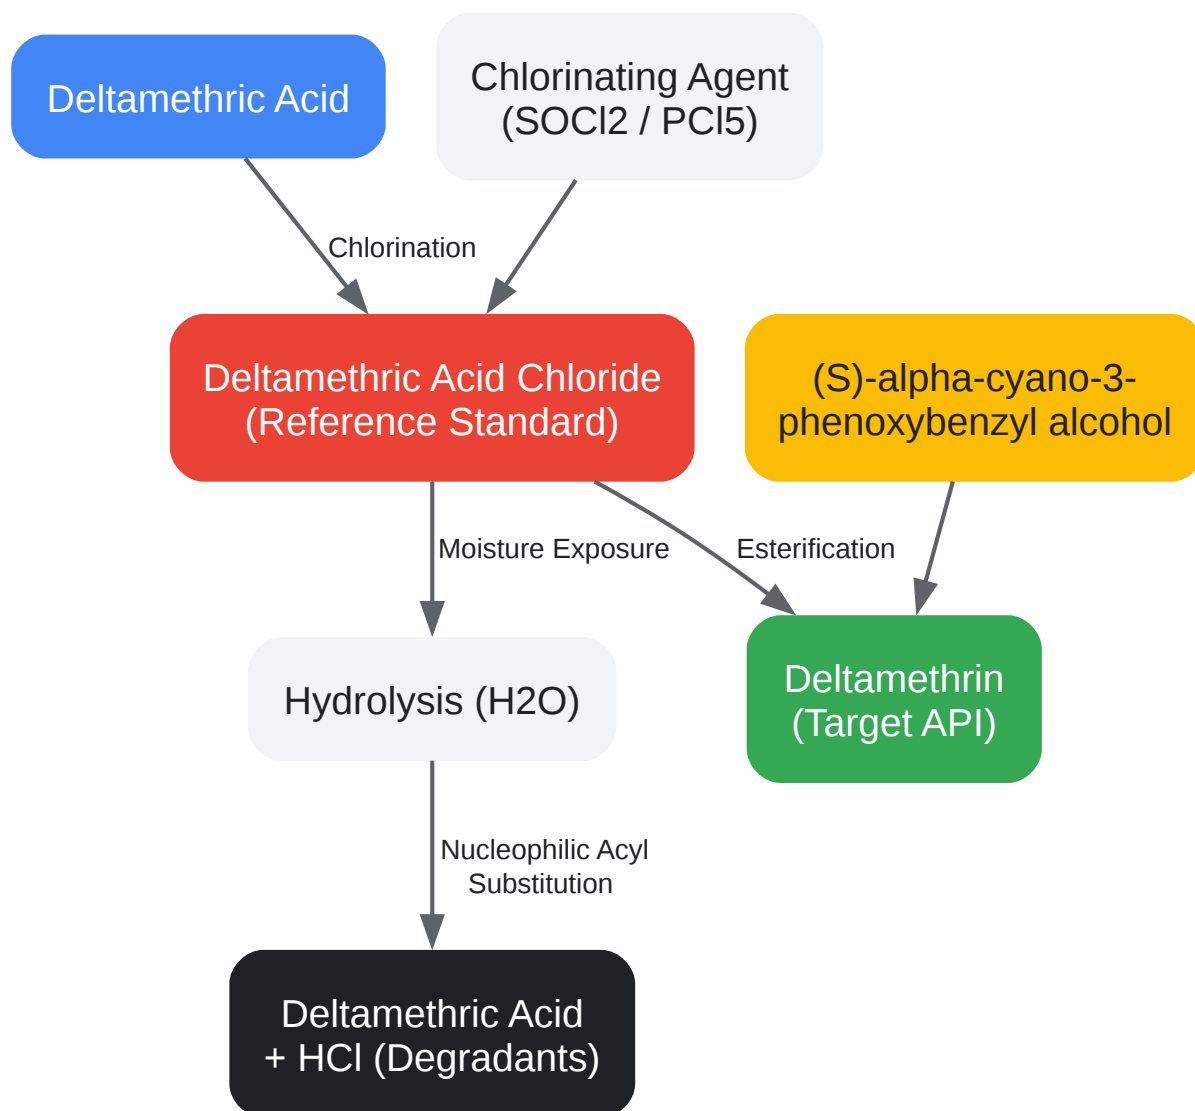 Deltamethric Acid
Chlorinating Agent
(SOCl2 / PCl5)
Chlorination
Deltamethric Acid Chloride
(Reference Standard)
(S)-alpha-cyano-3-
phenoxybenzyl alcohol
Moisture Exposure
Esterification
Hydrolysis (H2O)
Deltamethrin
(Target API)
Nucleophilic Acyl
Substitution
Deltamethric Acid
+ HCl (Degradants)